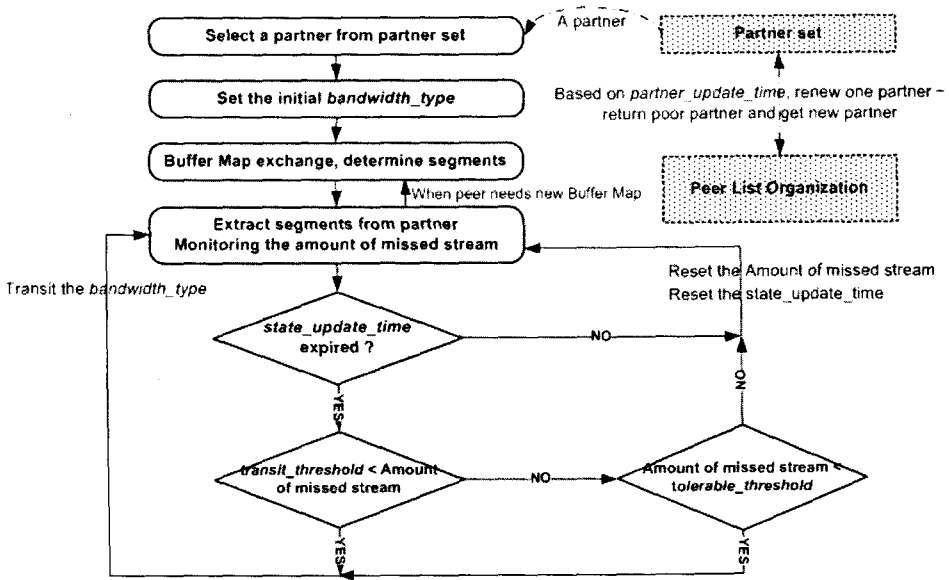 A partner
Select a partner from partner set
Partner set
Set the initial bandwidth_type
Based on partner_update_time, renew one partner –
return poor partner and get new partner
Buffer Map exchange, determine segments
When peer needs new Buffer Map
Peer List Organization
Extract segments from partner
Monitoring the amount of missed stream
Transit the bandwidth_type
Reset the Amount of missed stream
Reset the state_update_time
state_update_time
expired ?
NO
YES
NO
transit_threshold < Amount
of missed stream
NO
Amount of missed stream <
tolerable_threshold
YES
YES